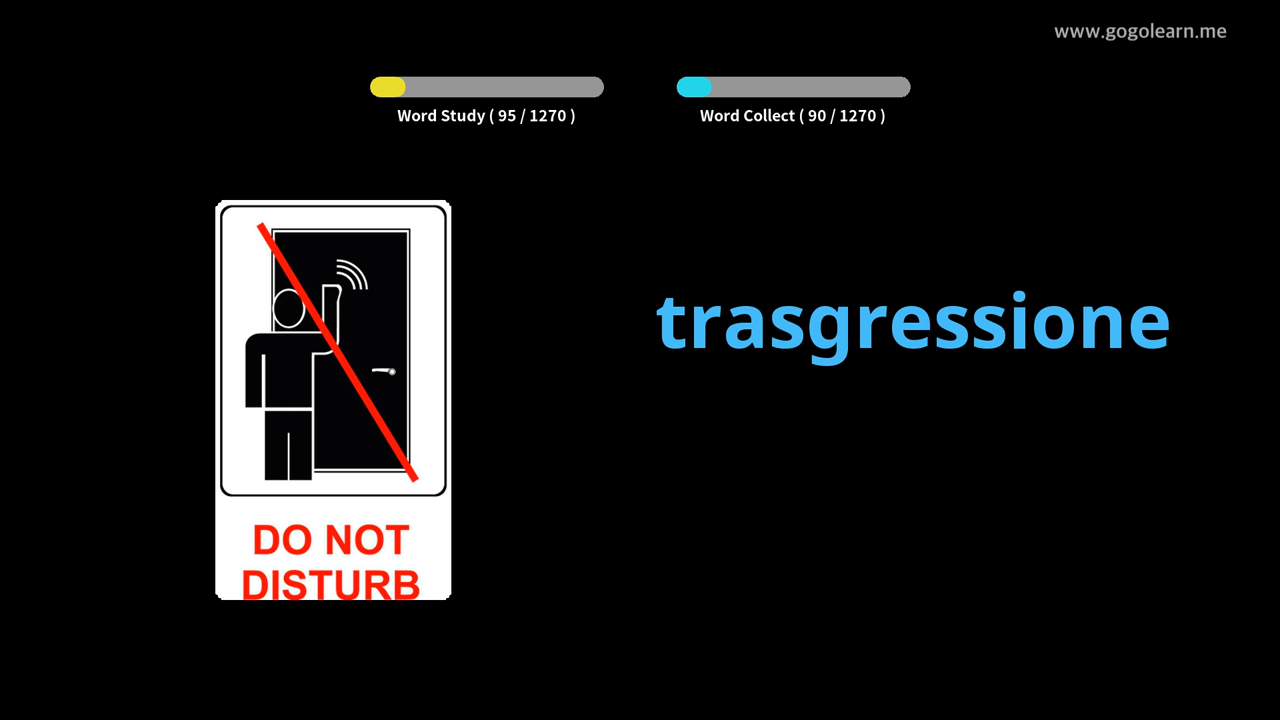 www.gogolearn.me
Word Study ( 95 / 1270 )
Word Collect ( 90 / 1270 )
trasgressione
DO NOT
DISTURB